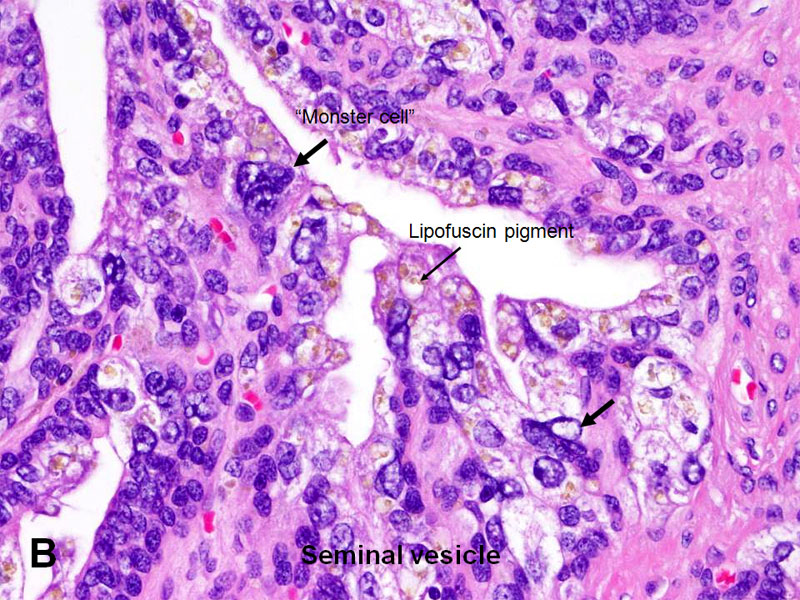 “Monster cell”
Lipofuscin pigment
B
Seminal vesicle